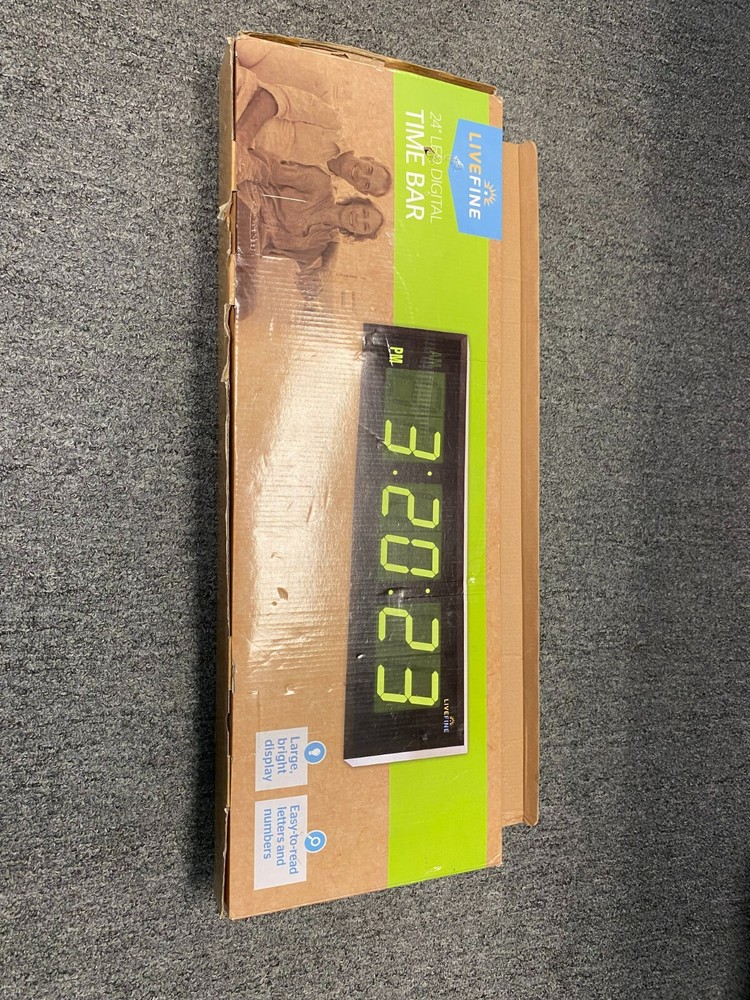 LIVEFINE
24" LED DIGITAL
TIME BAR
AM
PM
3:20:23
LIVEFINE
Large,
bright
display
Easy-to-read
letters and
numbers